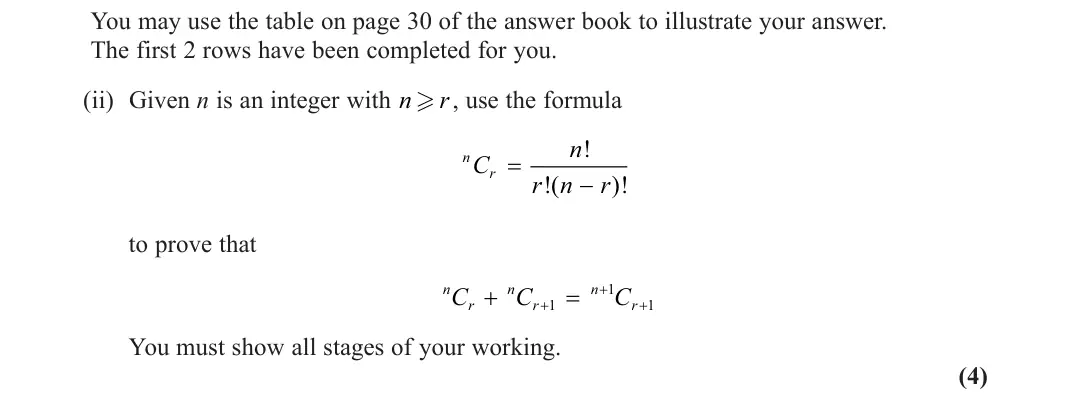 You may use the table on page 30 of the answer book to illustrate your answer.
The first 2 rows have been completed for you.
(ii) Given n is an integer with n ⩾ r, use the formula
ⁿCᵣ = n! / r!(n − r)!
to prove that
ⁿCᵣ + ⁿCᵣ₊₁ = ⁿ⁺¹Cᵣ₊₁
You must show all stages of your working.
(4)